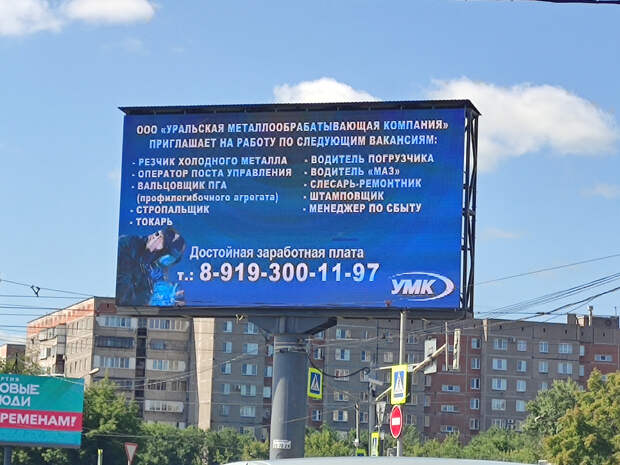 ООО «УРАЛЬСКАЯ МЕТАЛЛООБРАБАТЫВАЮЩАЯ КОМПАНИЯ»
ПРИГЛАШАЕТ НА РАБОТУ ПО СЛЕДУЮЩИМ ВАКАНСИЯМ:
- РЕЗЧИК ХОЛОДНОГО МЕТАЛЛА
- ОПЕРАТОР ПОСТА УПРАВЛЕНИЯ
- ВАЛЬЦОВЩИК ПГА
(профилегибочного агрегата)
- СТРОПАЛЬЩИК
- ТОКАРЬ
- ВОДИТЕЛЬ ПОГРУЗЧИКА
- ВОДИТЕЛЬ «МАЗ»
- СЛЕСАРЬ-РЕМОНТНИК
- ШТАМПОВЩИК
- МЕНЕДЖЕР ПО СБЫТУ
Достойная заработная плата
т.: 8-919-300-11-97
УМК
ОВЫЕ
ЮДИ
РЕМЕНАМ!